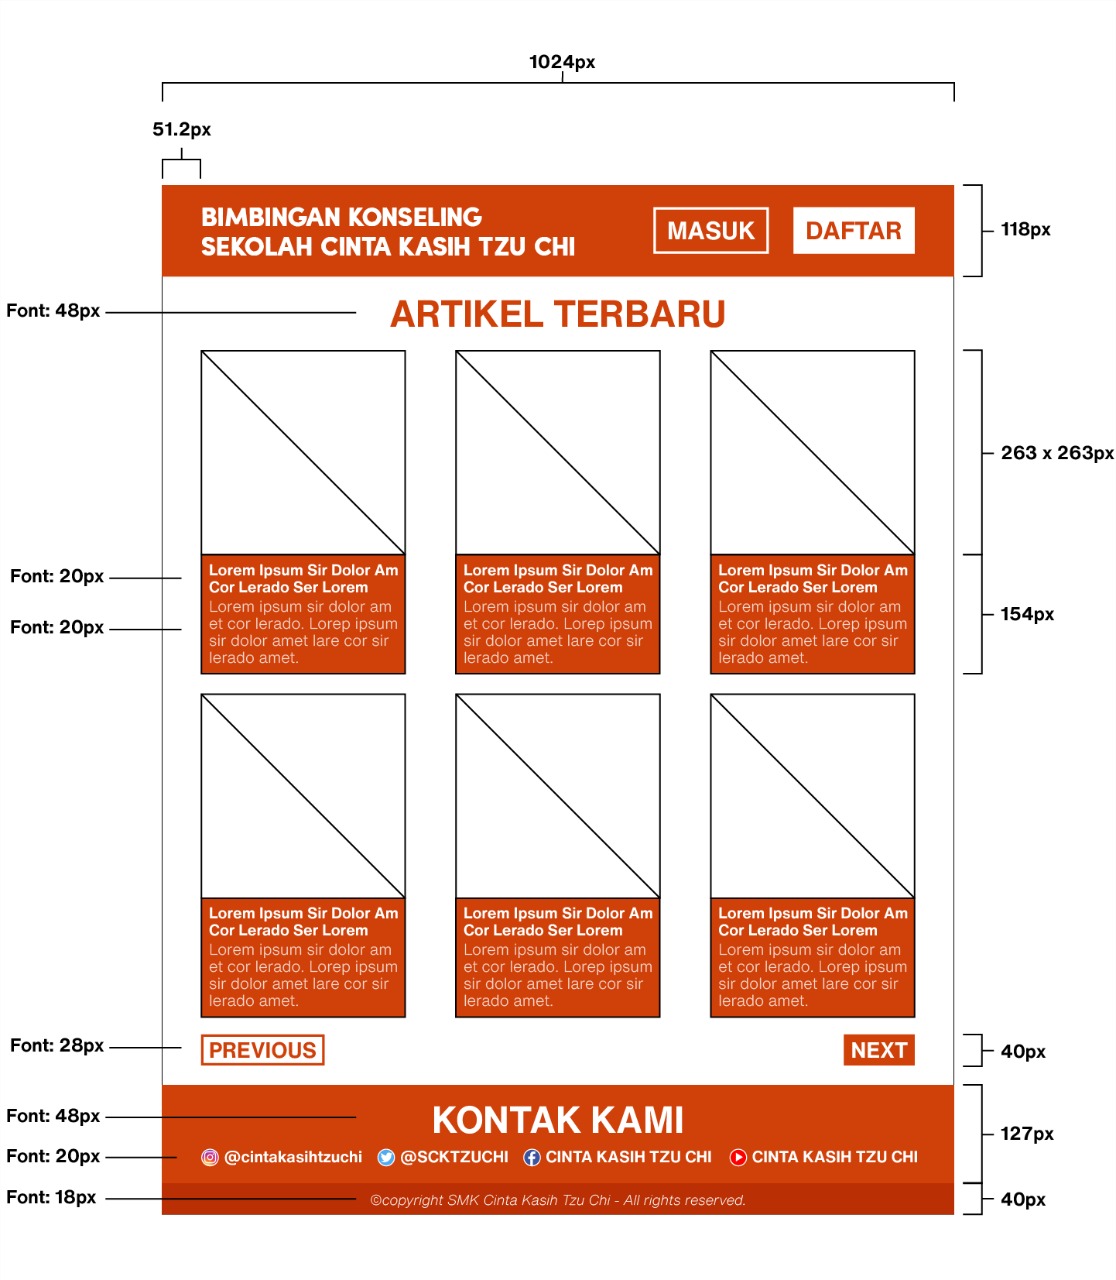 1024px
51.2px
BIMBINGAN KONSELING
SEKOLAH CINTA KASIH TZU CHI
MASUK
DAFTAR
118px
Font: 48px
ARTIKEL TERBARU
263 x 263px
Font: 20px
Font: 20px
Lorem Ipsum Sir Dolor Am
Cor Lerado Ser Lorem
Lorem ipsum sir dolor am
et cor lerado. Lorep ipsum
sir dolor amet lare cor sir
lerado amet.
Lorem Ipsum Sir Dolor Am
Cor Lerado Ser Lorem
Lorem ipsum sir dolor am
et cor lerado. Lorep ipsum
sir dolor amet lare cor sir
lerado amet.
Lorem Ipsum Sir Dolor Am
Cor Lerado Ser Lorem
Lorem ipsum sir dolor am
et cor lerado. Lorep ipsum
sir dolor amet lare cor sir
lerado amet.
154px
Lorem Ipsum Sir Dolor Am
Cor Lerado Ser Lorem
Lorem ipsum sir dolor am
et cor lerado. Lorep ipsum
sir dolor amet lare cor sir
lerado amet.
Lorem Ipsum Sir Dolor Am
Cor Lerado Ser Lorem
Lorem ipsum sir dolor am
et cor lerado. Lorep ipsum
sir dolor amet lare cor sir
lerado amet.
Lorem Ipsum Sir Dolor Am
Cor Lerado Ser Lorem
Lorem ipsum sir dolor am
et cor lerado. Lorep ipsum
sir dolor amet lare cor sir
lerado amet.
Font: 28px
PREVIOUS
NEXT
40px
Font: 48px
KONTAK KAMI
127px
Font: 20px
@cintakasihtzuchi
@SCKTZUCHI
CINTA KASIH TZU CHI
CINTA KASIH TZU CHI
Font: 18px
©copyright SMK Cinta Kasih Tzu Chi - All rights reserved.
40px